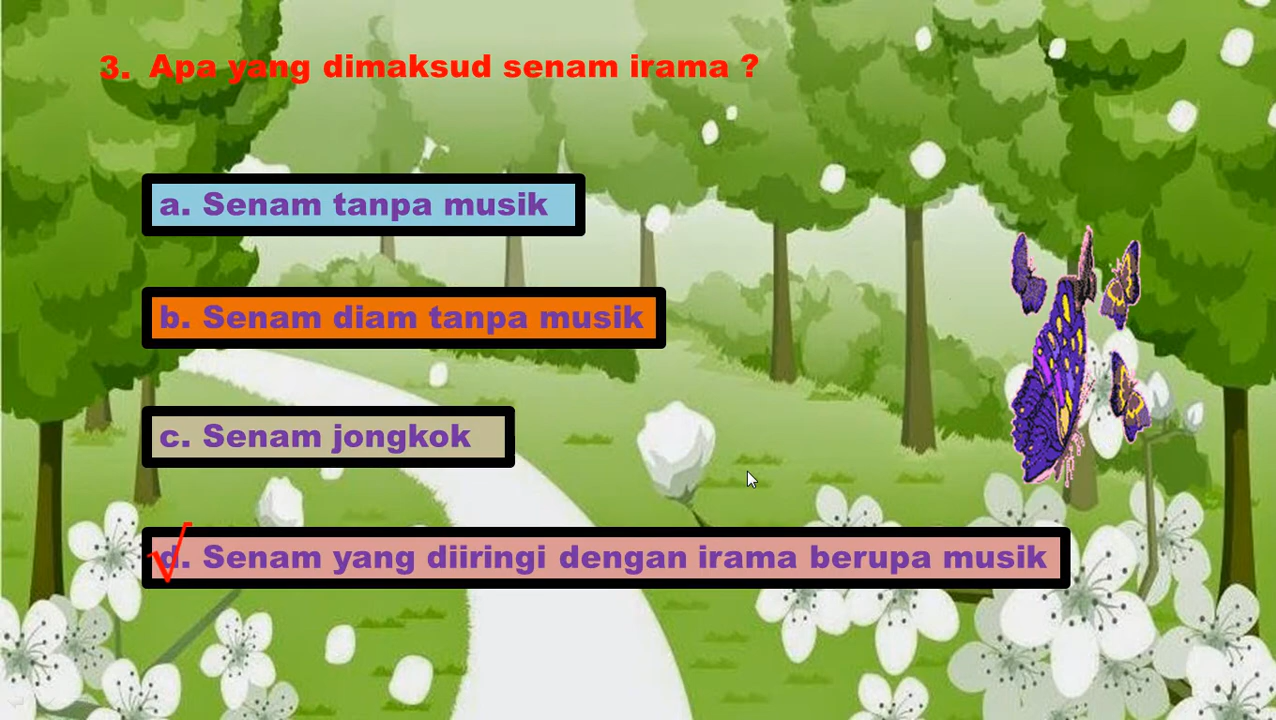 3. Apa yang dimaksud senam irama ?
a. Senam tanpa musik
b. Senam diam tanpa musik
c. Senam jongkok
d. Senam yang diiringi dengan irama berupa musik